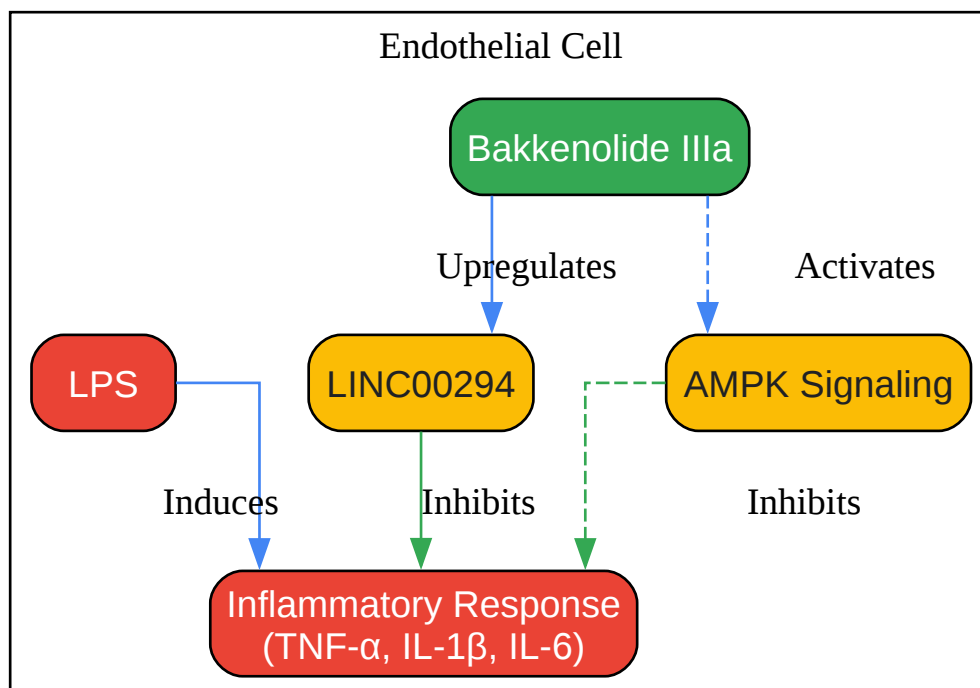 Endothelial Cell
Bakkenolide IIIa
Upregulates
Activates
LPS
LINC00294
AMPK Signaling
Induces
Inhibits
Inhibits
Inflammatory Response
(TNF-α, IL-1β, IL-6)